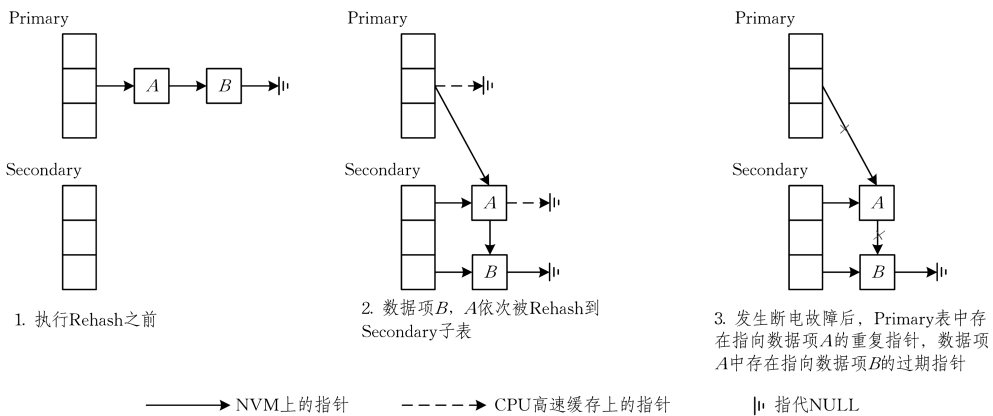 Primary
Primary
Primary
A
B
Secondary
Secondary
Secondary
A
A
B
B
1. 执行Rehash之前
2. 数据项B，A依次被Rehash到
Secondary子表
3. 发生断电故障后，Primary表中存
在指向数据项A的重复指针，数据项
A中存在指向数据项B的过期指针
NVM上的指针
CPU高速缓存上的指针
指代NULL